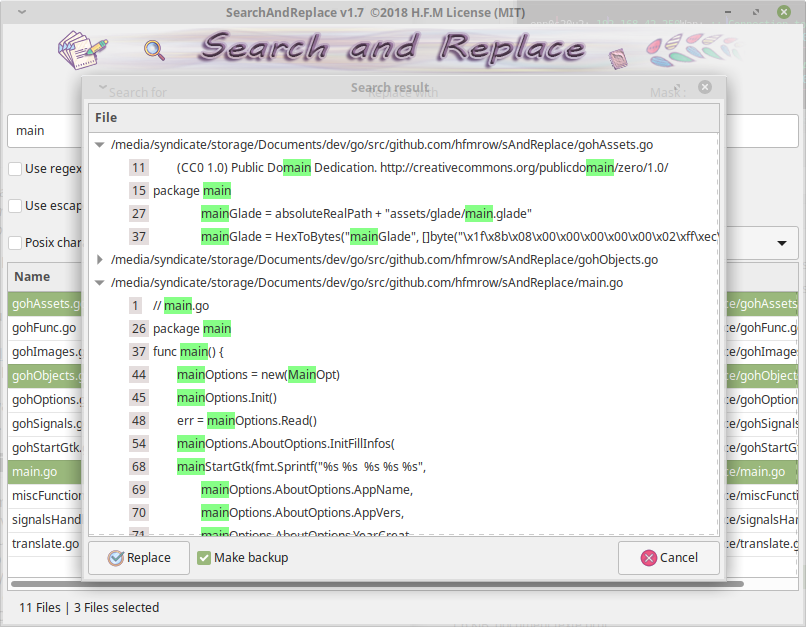 SearchAndReplace v1.7 ©2018 H.F.M License (MIT)
Search and Replace
Search result
Search for
Replace with
Mask
File
main
/media/syndicate/storage/Documents/dev/go/src/github.com/hfmrow/sAndReplace/gohAssets.go
11 (CC0 1.0) Public Domain Dedication. http://creativecommons.org/publicdomain/zero/1.0/
15 package main
27 mainGlade = absoluteRealPath + "assets/glade/main.glade"
37 mainGlade = HexToBytes("mainGlade", []byte("\x1f\x8b\x08\x00\x00\x00\x00\x00\x02\xff\xec\
/media/syndicate/storage/Documents/dev/go/src/github.com/hfmrow/sAndReplace/gohObjects.go
/media/syndicate/storage/Documents/dev/go/src/github.com/hfmrow/sAndReplace/main.go
1 // main.go
26 package main
37 func main() {
44 mainOptions = new(MainOpt)
45 mainOptions.Init()
48 err = mainOptions.Read()
54 mainOptions.AboutOptions.InitFillInfos(
68 mainStartGtk(fmt.Sprintf("%s %s  %s %s %s",
69 mainOptions.AboutOptions.AppName,
70 mainOptions.AboutOptions.AppVers,
71 mainOptions.AboutOptions.YearCreat
Use regex
Use escap
Posix char
Name
gohAssets.go
gohFunc.go
gohImages.g
gohObjects.g
gohOptions.
gohSignals.g
gohStartGtk.
main.go
miscFunction
signalsHand
translate.go
e/gohAssets
e/gohFunc.g
e/gohImage
e/gohObject
e/gohOption
e/gohSignals
e/gohStartG
e/main.go
e/miscFuncti
e/signalsHar
e/translate.g
Replace
Make backup
Cancel
11 Files | 3 Files selected